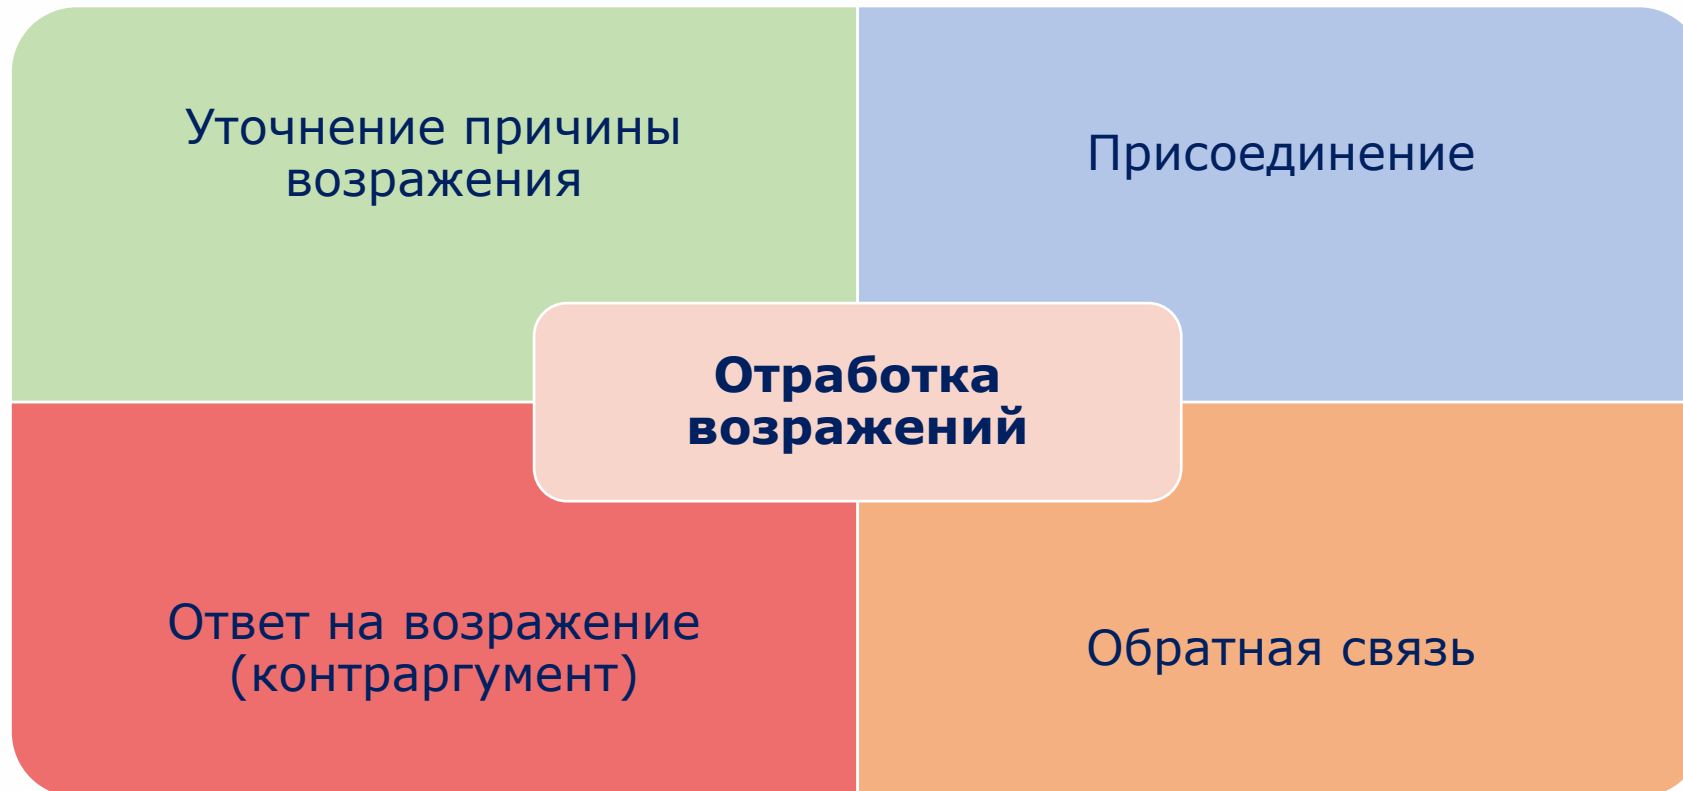 Уточнение причины
возражения
Присоединение
Отработка
возражений
Ответ на возражение
(контраргумент)
Обратная связь